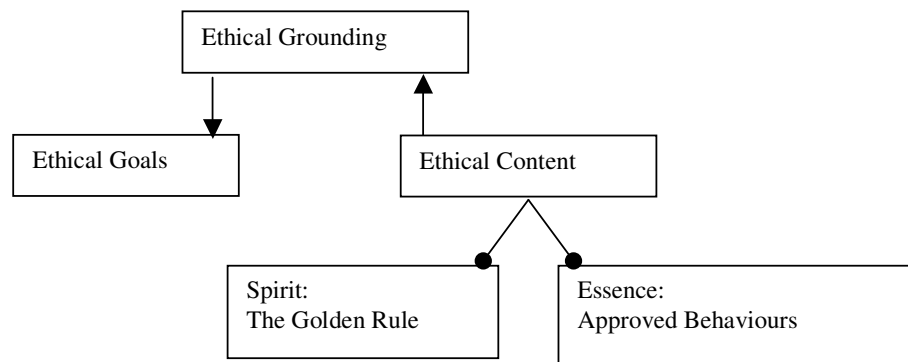 Ethical Grounding
Ethical Goals
Ethical Content
Spirit:
The Golden Rule
Essence:
Approved Behaviours